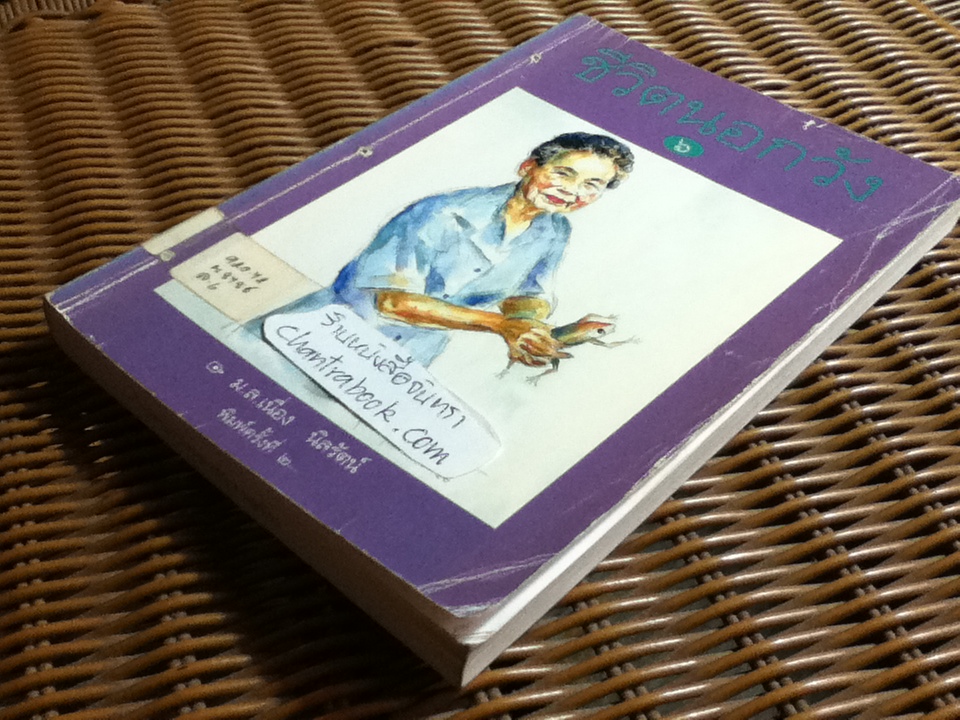 ชีวิตนอกวัง
๖
ร้านหนังสือจันทรา
chantrabook.com
ม.ล.เนื่อง นิลรัตน์
พิมพ์ครั้งที่ ๒